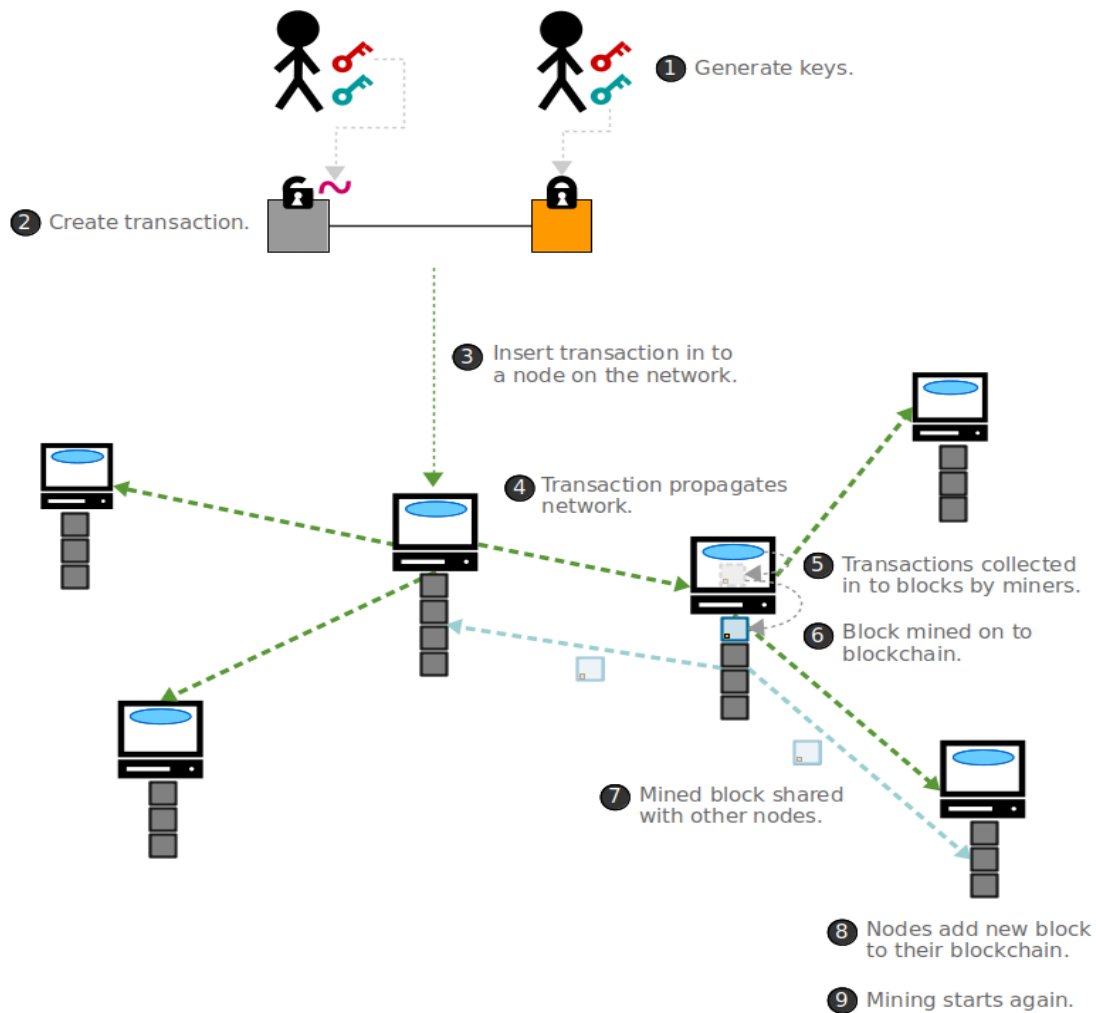 1 Generate keys.
2 Create transaction.
3 Insert transaction in to
a node on the network.
4 Transaction propagates
network.
5 Transactions collected
in to blocks by miners.
6 Block mined on to
blockchain.
7 Mined block shared
with other nodes.
8 Nodes add new block
to their blockchain.
9 Mining starts again.